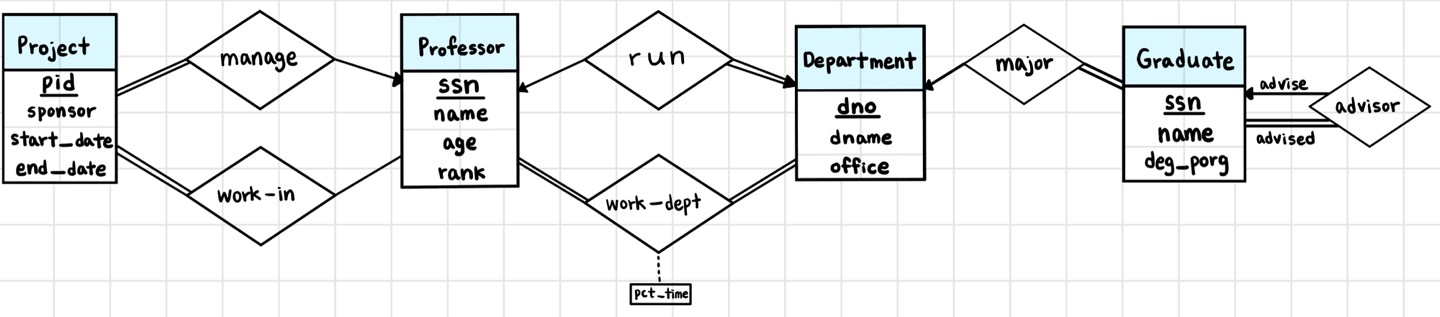 Project
pid
sponsor
start_date
end_date
manage
work-in
Professor
ssn
name
age
rank
run
work-dept
pct_time
Department
dno
dname
office
major
Graduate
ssn
name
deg_porg
advise
advised
advisor